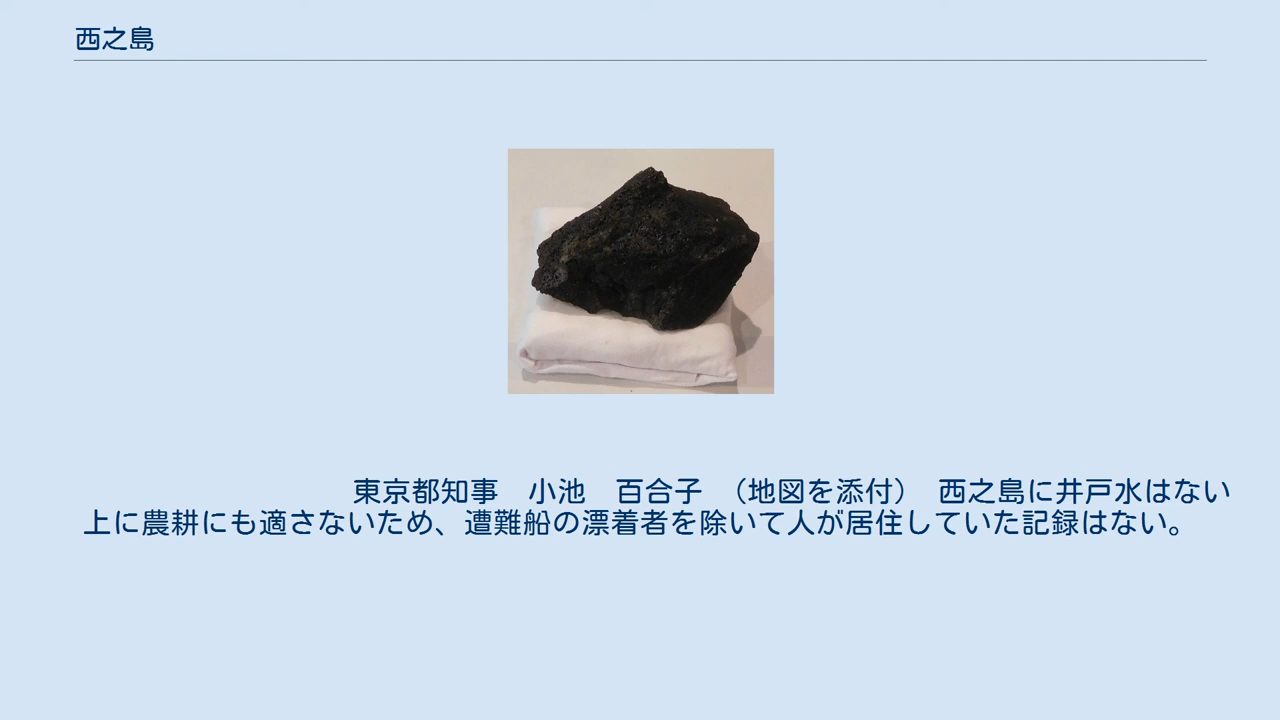 西之島
東京都知事　小池　百合子　（地図を添付）　西之島に井戸水はない
上に農耕にも適さないため、遭難船の漂着者を除いて人が居住していた記録はない。